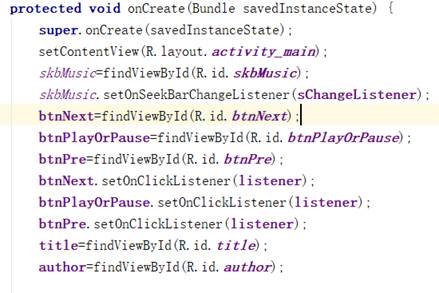 protected void onCreate(Bundle savedInstanceState) {
super.onCreate(savedInstanceState);
setContentView(R.layout.activity_main);
skbMusic=findViewById(R.id.skbMusic);
skbMusic.setOnSeekBarChangeListener(sChangeListener);
btnNext=findViewById(R.id.btnNext);
btnPlayOrPause=findViewById(R.id.btnPlayOrPause);
btnPre=findViewById(R.id.btnPre);
btnNext.setOnClickListener(listener);
btnPlayOrPause.setOnClickListener(listener);
btnPre.setOnClickListener(listener);
title=findViewById(R.id.title);
author=findViewById(R.id.author);